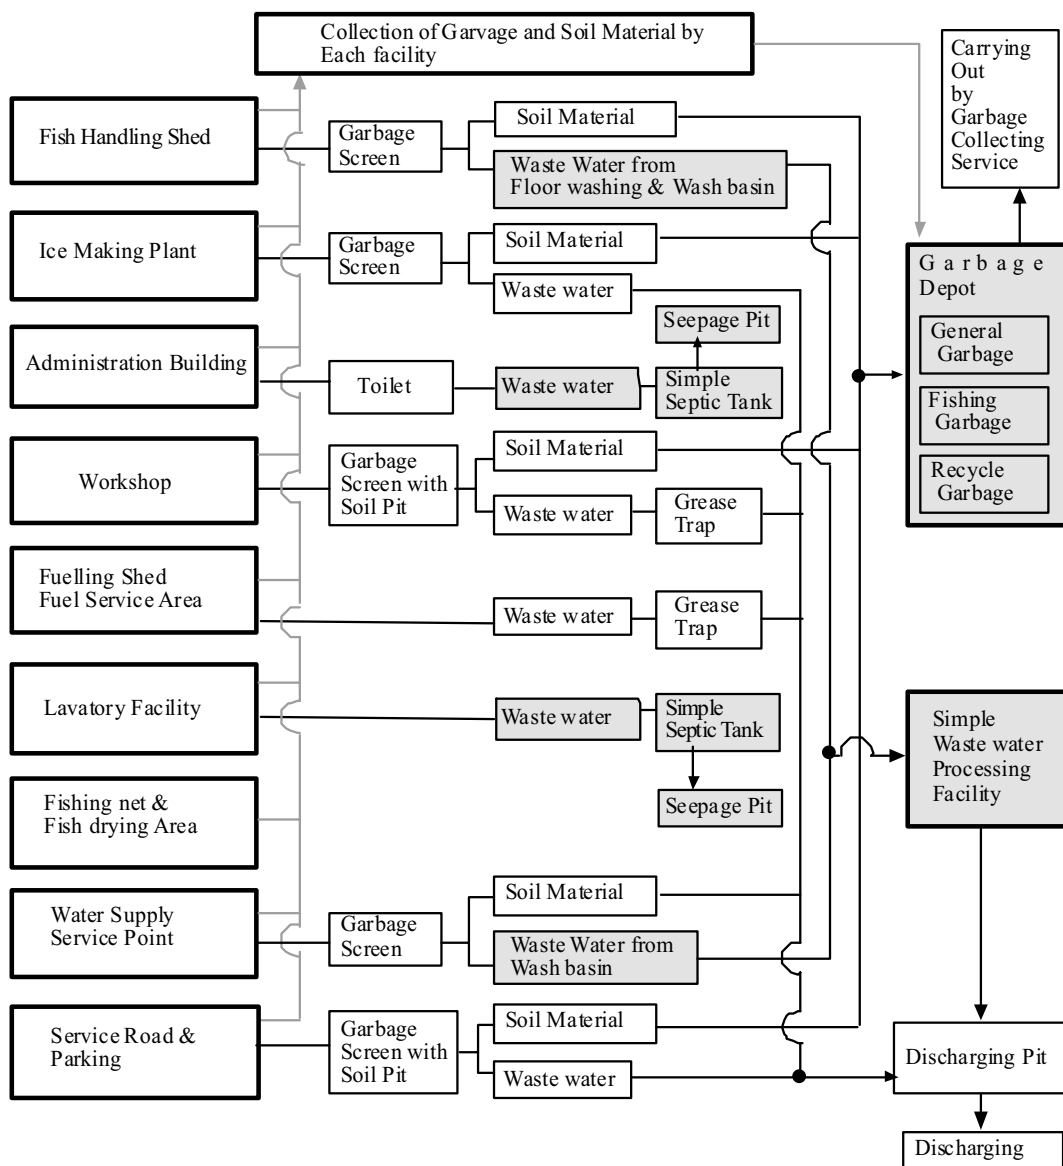 Collection of Garvage and Soil Material by
Each facility
Carrying
Out
by
Garbage
Collecting
Service
Fish Handling Shed
Garbage
Screen
Soil Material
Waste Water from
Floor washing & Wash basin
Ice Making Plant
Garbage
Screen
Soil Material
Waste water
Garbage
Depot
General
Garbage
Fishing
Garbage
Recycle
Garbage
Seepage Pit
Administration Building
Toilet
Waste water
Simple
Septic Tank
Workshop
Garbage
Screen with
Soil Pit
Soil Material
Waste water
Grease
Trap
Fuelling Shed
Fuel Service Area
Waste water
Grease
Trap
Lavatory Facility
Waste water
Simple
Septic Tank
Seepage Pit
Simple
Waste water
Processing
Facility
Fishing net &
Fish drying Area
Water Supply
Service Point
Garbage
Screen
Soil Material
Waste Water from
Wash basin
Service Road &
Parking
Garbage
Screen with
Soil Pit
Soil Material
Waste water
Discharging Pit
Discharging